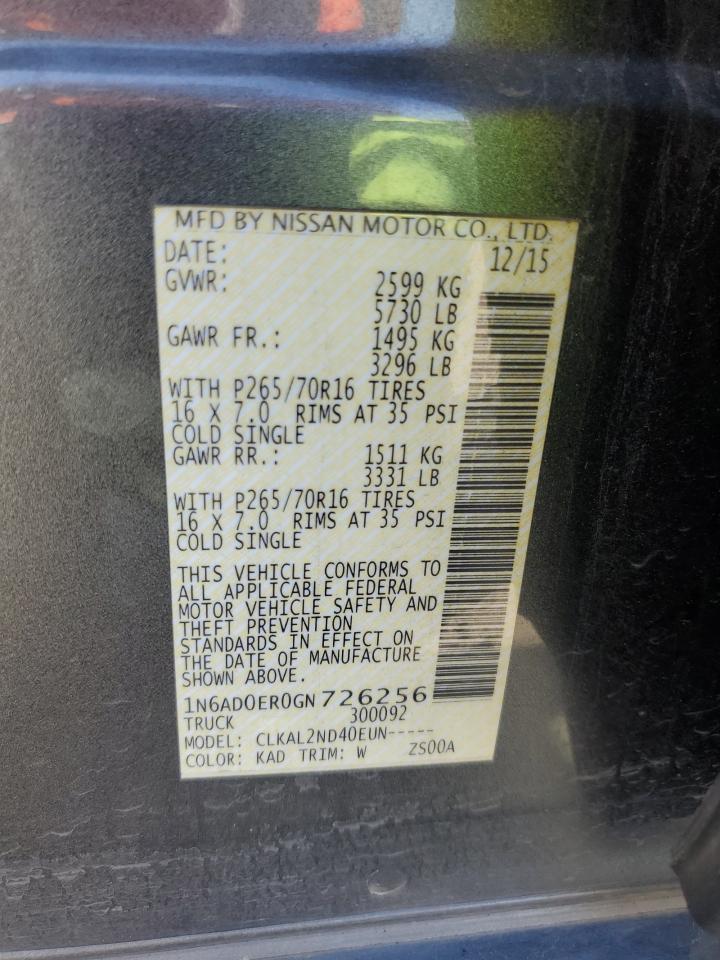 MFD BY NISSAN MOTOR CO., LTD.
DATE: 12/15
GVWR: 2599 KG
5730 LB
GAWR FR.: 1495 KG
3296 LB
WITH P265/70R16 TIRES
16 X 7.0 RIMS AT 35 PSI
COLD SINGLE
GAWR RR.: 1511 KG
3331 LB
WITH P265/70R16 TIRES
16 X 7.0 RIMS AT 35 PSI
COLD SINGLE
THIS VEHICLE CONFORMS TO
ALL APPLICABLE FEDERAL
MOTOR VEHICLE SAFETY AND
THEFT PREVENTION
STANDARDS IN EFFECT ON
THE DATE OF MANUFACTURE
SHOWN ABOVE.
1N6AD0ER0GN726256
TRUCK 300092
MODEL: CLKAL2ND40EUN-----
COLOR: KAD TRIM: W ZS00A